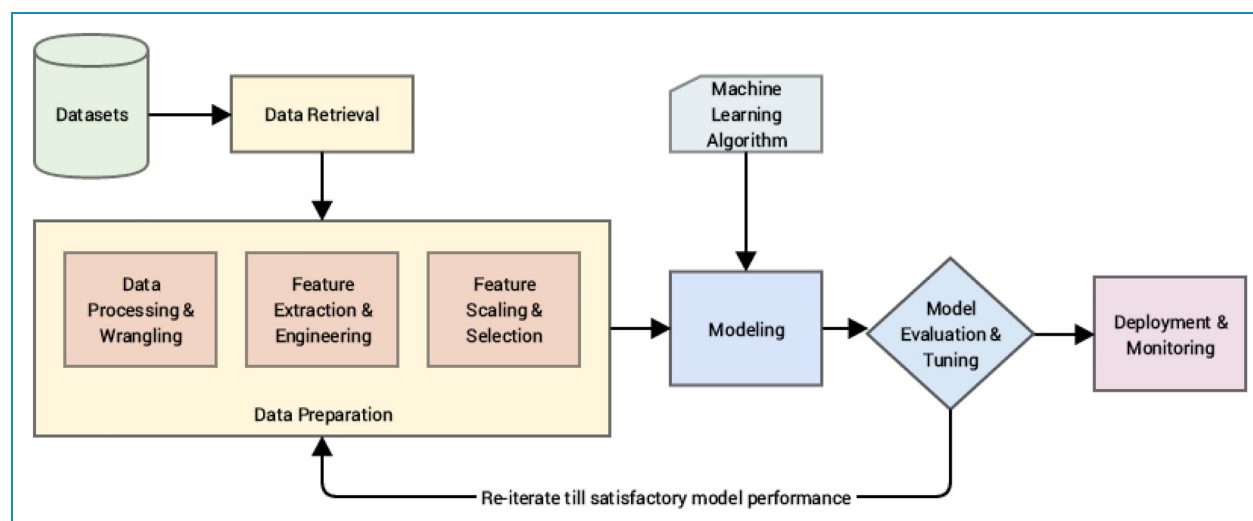 Datasets
Data Retrieval
Machine
Learning
Algorithm
Data
Processing &
Wrangling
Feature
Extraction &
Engineering
Feature
Scaling &
Selection
Data Preparation
Modeling
Model
Evaluation &
Tuning
Deployment &
Monitoring
Re-iterate till satisfactory model performance